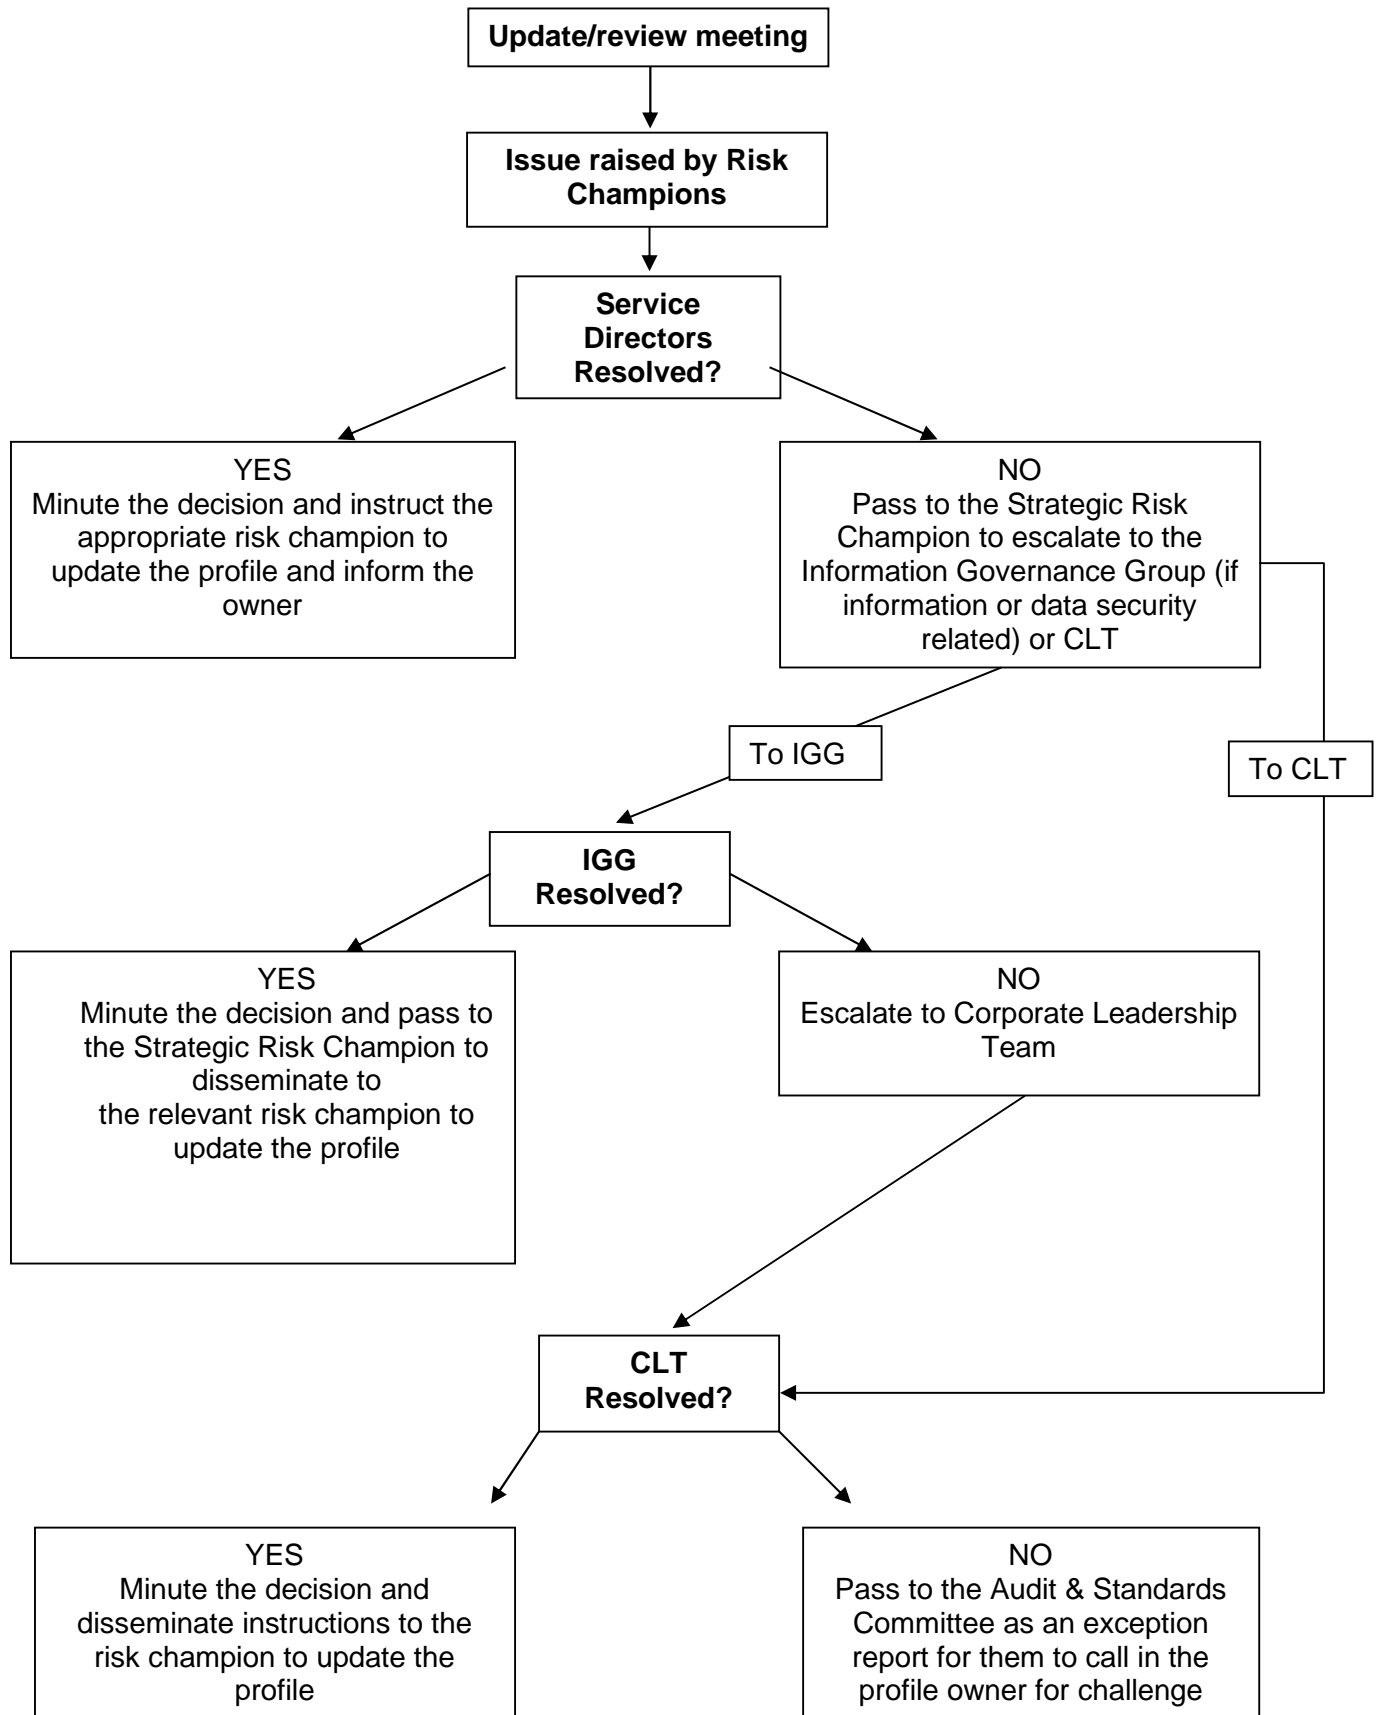 Update/review meeting
Issue raised by Risk
Champions
Service
Directors
Resolved?
YES
Minute the decision and instruct the
appropriate risk champion to
update the profile and inform the
owner
NO
Pass to the Strategic Risk
Champion to escalate to the
Information Governance Group (if
information or data security
related) or CLT
To IGG
To CLT
IGG
Resolved?
YES
Minute the decision and pass to
the Strategic Risk Champion to
disseminate to
the relevant risk champion to
update the profile
NO
Escalate to Corporate Leadership
Team
CLT
Resolved?
YES
Minute the decision and
disseminate instructions to the
risk champion to update the
profile
NO
Pass to the Audit & Standards
Committee as an exception
report for them to call in the
profile owner for challenge